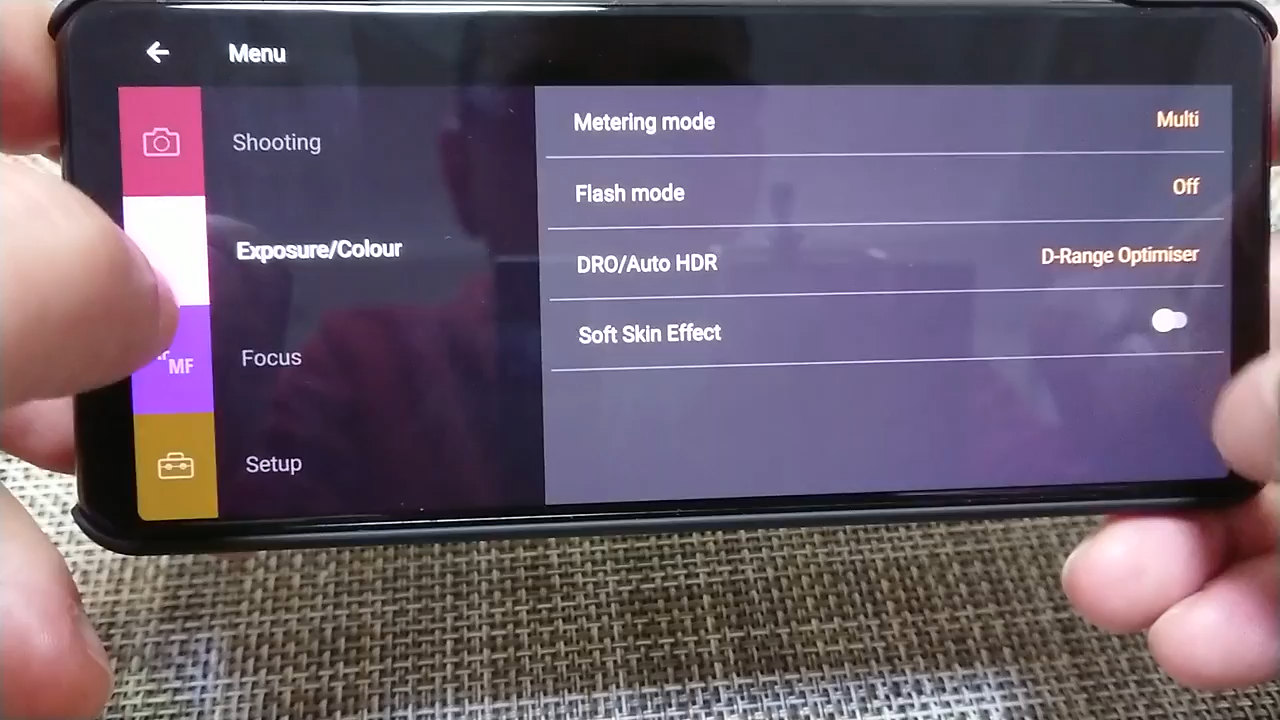 Menu
Shooting
Exposure/Colour
MF
Focus
Setup
Metering mode Multi
Flash mode Off
DRO/Auto HDR D-Range Optimiser
Soft Skin Effect